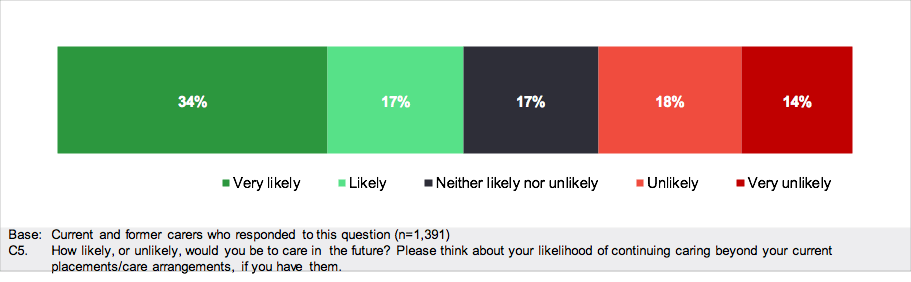 34% 17% 17% 18% 14%
Very likely Likely Neither likely nor unlikely Unlikely Very unlikely
Base: Current and former carers who responded to this question (n=1,391)
C5. How likely, or unlikely, would you be to care in the future? Please think about your likelihood of continuing caring beyond your current
placements/care arrangements, if you have them.